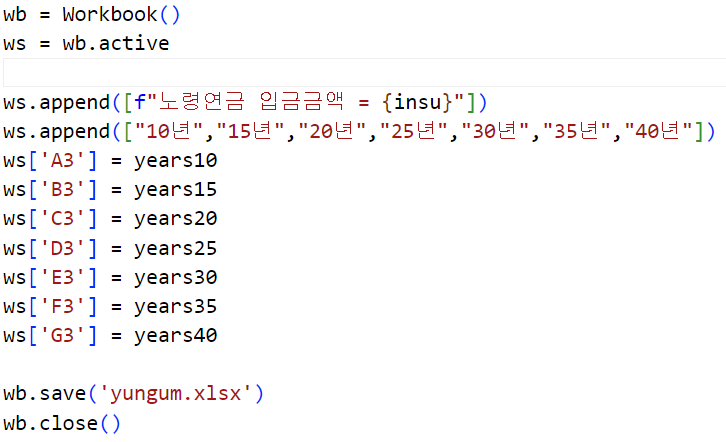 wb = Workbook()
ws = wb.active
ws.append([f"노령연금 입금금액 = {insu}"])
ws.append(["10년","15년","20년","25년","30년","35년","40년"])
ws['A3'] = years10
ws['B3'] = years15
ws['C3'] = years20
ws['D3'] = years25
ws['E3'] = years30
ws['F3'] = years35
ws['G3'] = years40
wb.save('yungum.xlsx')
wb.close()